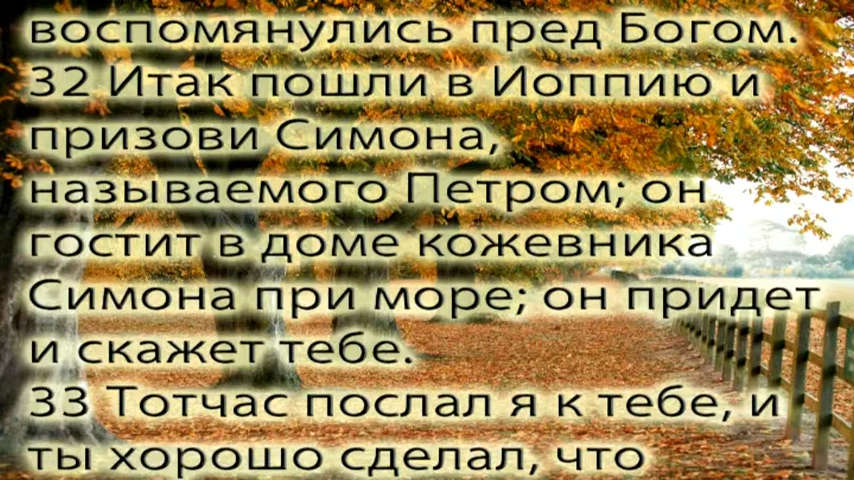 воспомянулись пред Богом.
32 Итак пошли в Иоппию и
призови Симона,
называемого Петром; он
гостит в доме кожевника
Симона при море; он придет
и скажет тебе.
33 Тотчас послал я к тебе, и
ты хорошо сделал, что